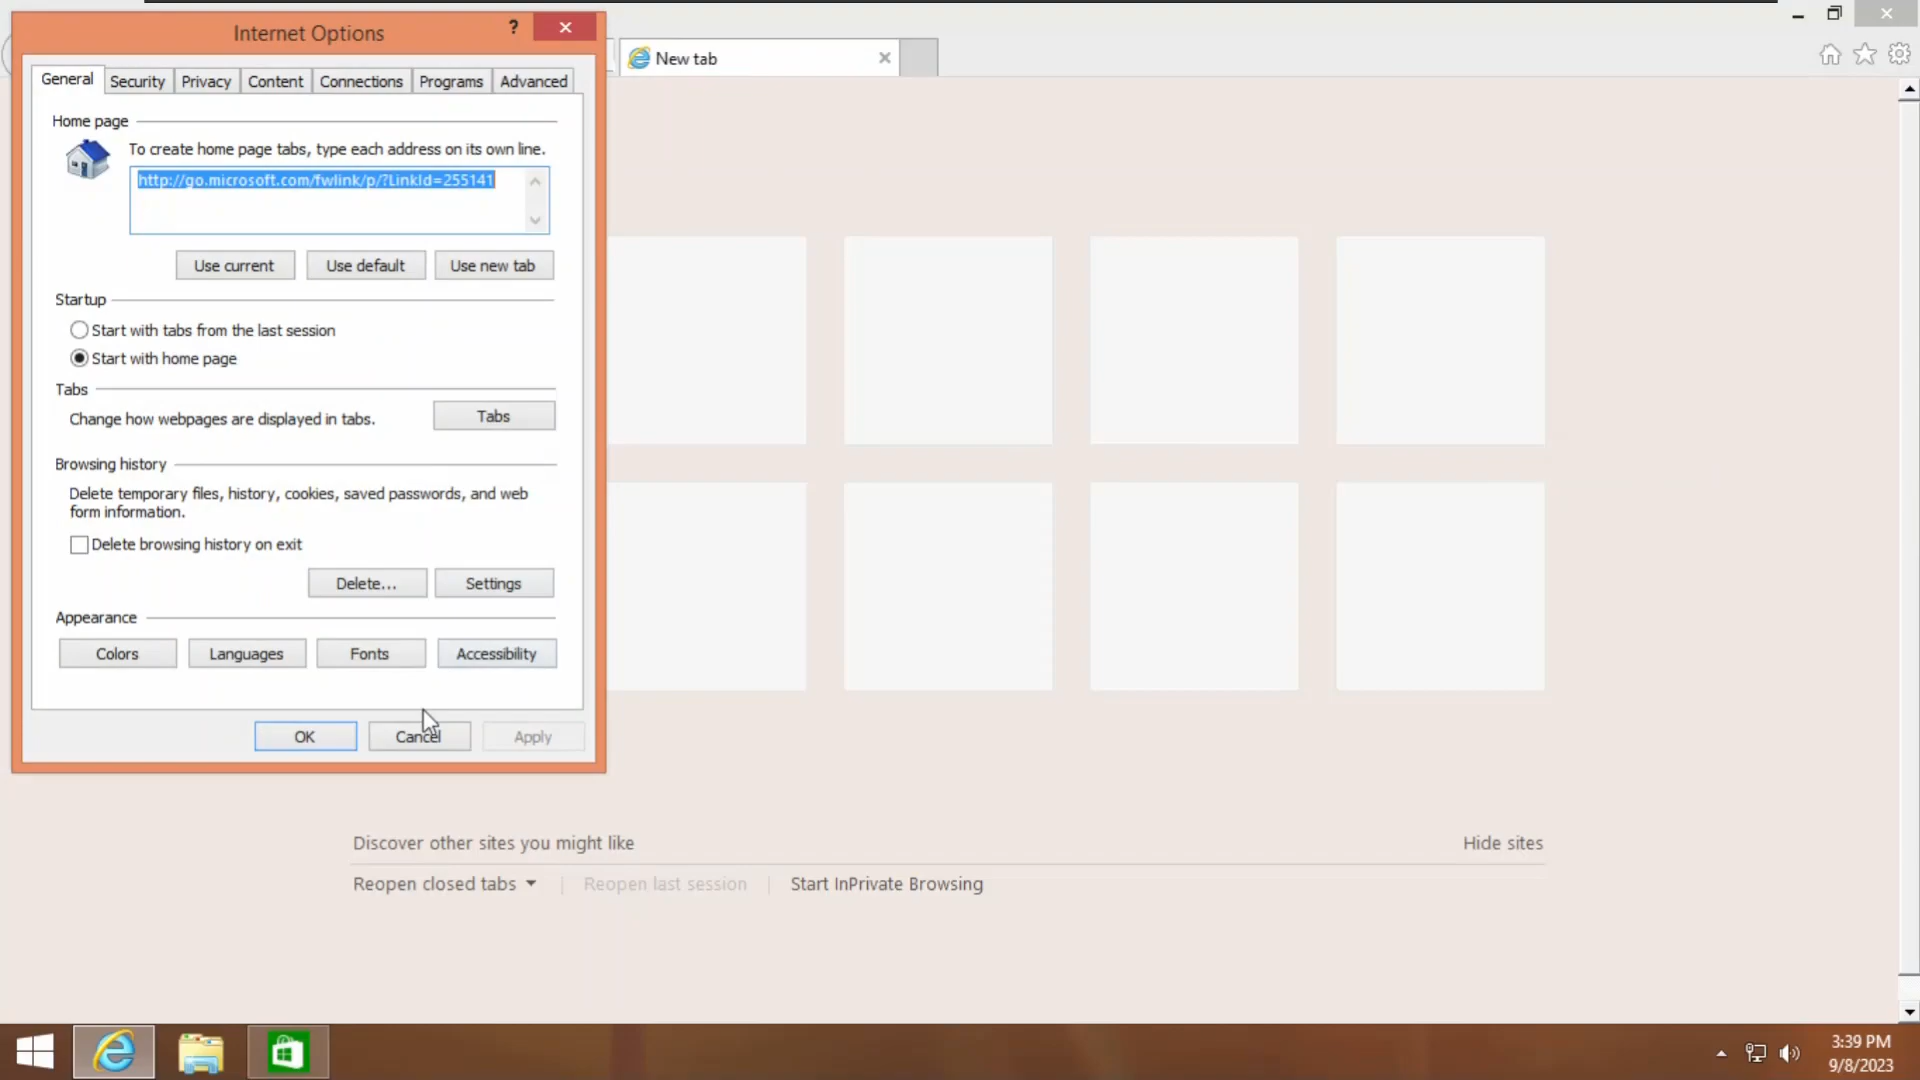 Internet Options
?
New tab
General
Security
Privacy
Content
Connections
Programs
Advanced
Home page
To create home page tabs, type each address on its own line.
http://go.microsoft.com/fwlink/p/?LinkId=255141
Use current
Use default
Use new tab
Startup
Start with tabs from the last session
Start with home page
Tabs
Change how webpages are displayed in tabs.
Tabs
Browsing history
Delete temporary files, history, cookies, saved passwords, and web
form information.
Delete browsing history on exit
Delete...
Settings
Appearance
Colors
Languages
Fonts
Accessibility
OK
Cancel
Apply
Discover other sites you might like
Hide sites
Reopen closed tabs
Reopen last session
Start InPrivate Browsing
3:39 PM
9/8/2023